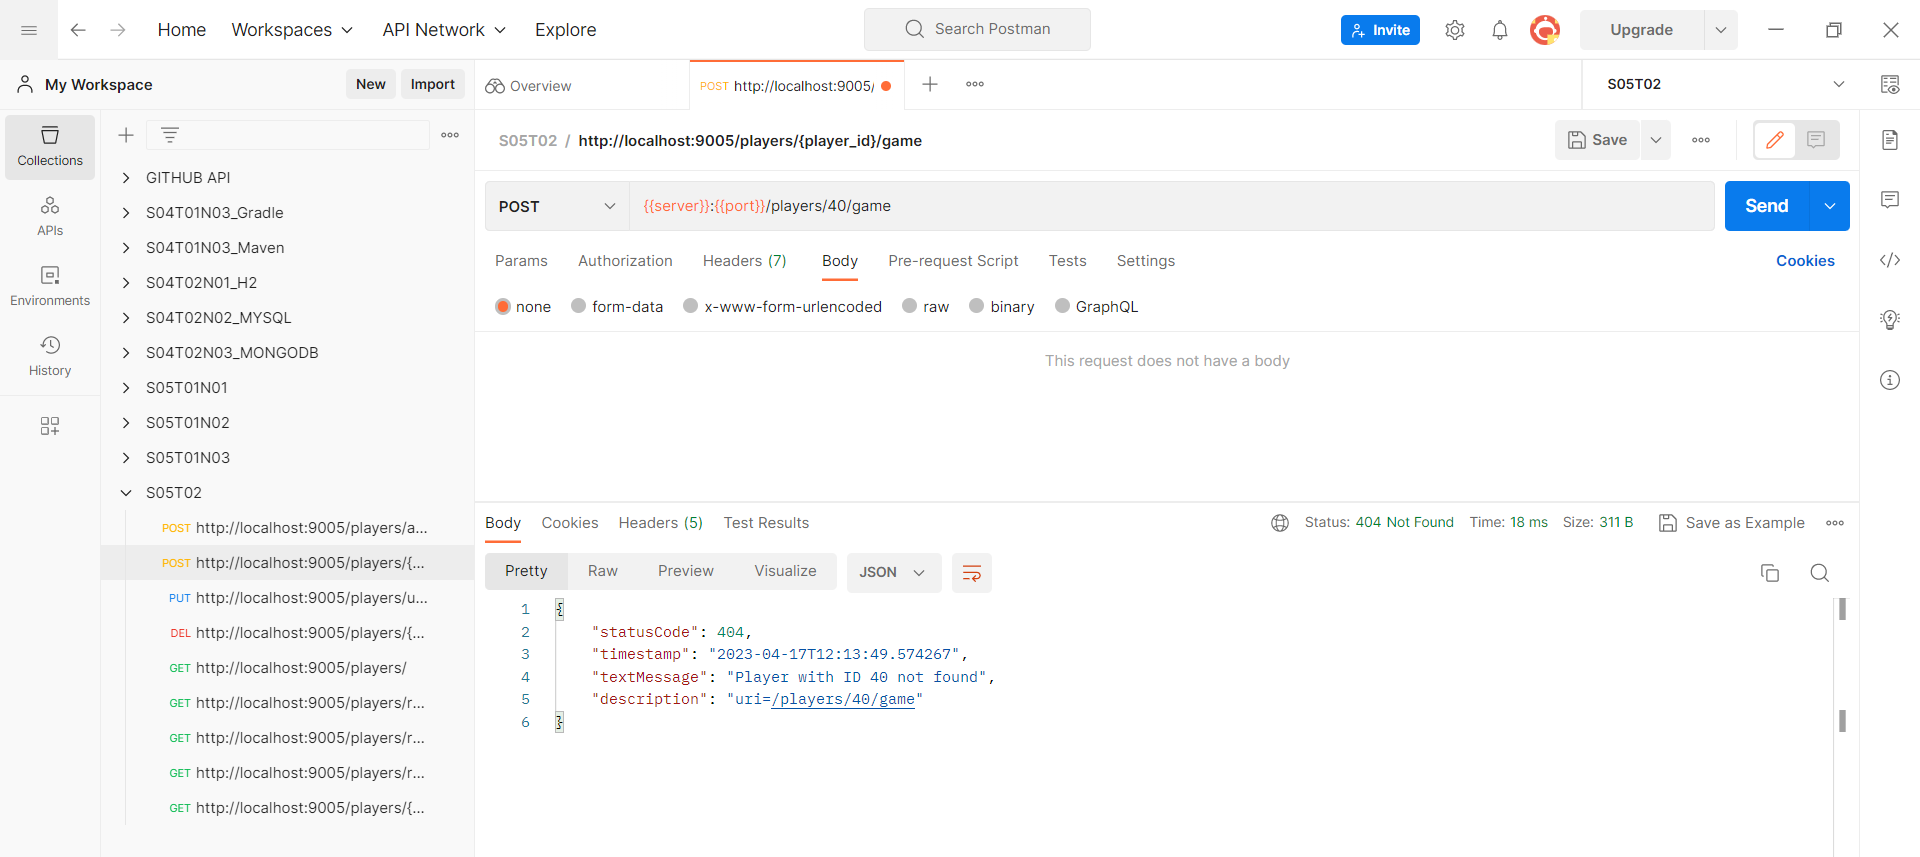 Home Workspaces API Network Explore Search Postman Invite Upgrade
My Workspace New Import Overview POST http://localhost:9005/ S05T02
Collections
APIs
Environments
History
GITHUB API
S04T01N03_Gradle
S04T01N03_Maven
S04T02N01_H2
S04T02N02_MYSQL
S04T02N03_MONGODB
S05T01N01
S05T01N02
S05T01N03
S05T02
POST http://localhost:9005/players/a...
POST http://localhost:9005/players/{...
PUT http://localhost:9005/players/u...
DEL http://localhost:9005/players/{...
GET http://localhost:9005/players/
GET http://localhost:9005/players/r...
GET http://localhost:9005/players/r...
GET http://localhost:9005/players/r...
GET http://localhost:9005/players/{...
S05T02 / http://localhost:9005/players/{player_id}/game Save
POST {{server}}:{{port}}/players/40/game Send
Params Authorization Headers (7) Body Pre-request Script Tests Settings Cookies
none form-data x-www-form-urlencoded raw binary GraphQL
This request does not have a body
Body Cookies Headers (5) Test Results Status: 404 Not Found Time: 18 ms Size: 311 B Save as Example
Pretty Raw Preview Visualize JSON
1 {
2 "statusCode": 404,
3 "timestamp": "2023-04-17T12:13:49.574267",
4 "textMessage": "Player with ID 40 not found",
5 "description": "uri=/players/40/game"
6 }